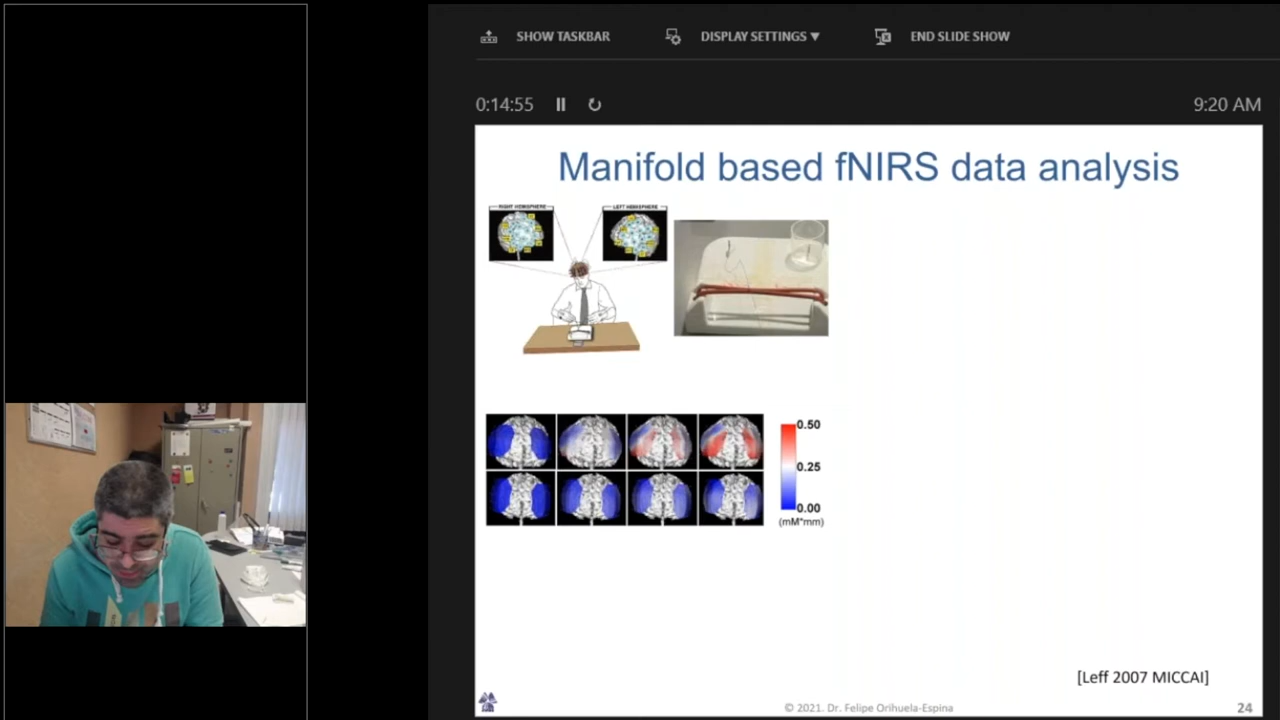 SHOW TASKBAR
DISPLAY SETTINGS ▼
END SLIDE SHOW
0:14:55
9:20 AM
Manifold based fNIRS data analysis
RIGHT HEMISPHERE
LEFT HEMISPHERE
0.50
0.25
0.00
(mM*mm)
[Leff 2007 MICCAI]
© 2021. Dr. Felipe Orihuela-Espina
24